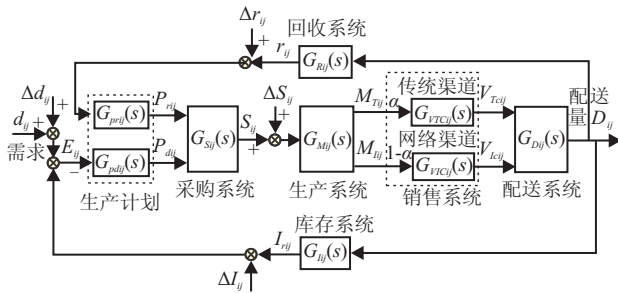 Δr_ij
+
+
r_ij
回收系统
G_Rij(s)
Δd_ij
+
d_ij
+
需求
E_ij
−
G_prij(s)
G_pdij(s)
生产计划
P_rij
P_dij
G_Sij(s)
采购系统
S_ij
+
ΔS_ij
+
G_Mij(s)
生产系统
M_Tij
α
M_Iij
1-α
传统渠道
G_VTCij(s)
网络渠道
G_VICij(s)
销售系统
V_Tcij
V_Icij
G_Dij(s)
配送系统
配送
量
D_ij
库存系统
G_Iij(s)
I_rij
ΔI_ij